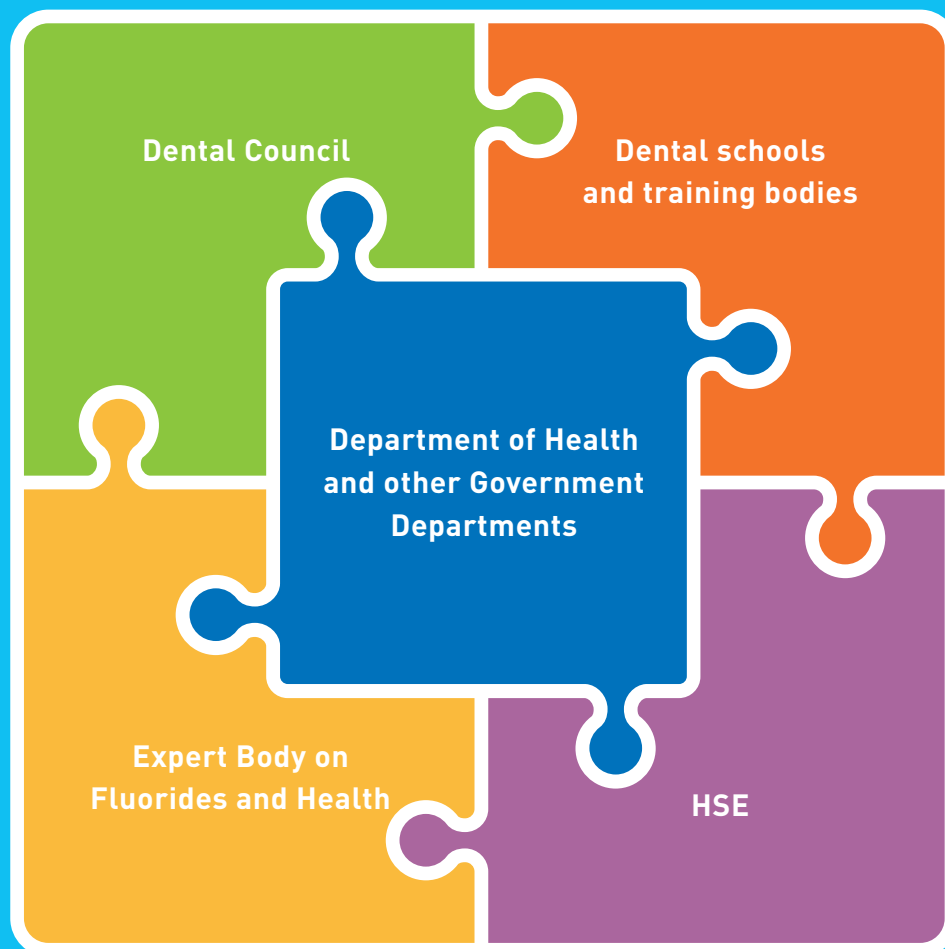 Dental Council
Dental schools
and training bodies
Department of Health
and other Government
Departments
Expert Body on
Fluorides and Health
HSE